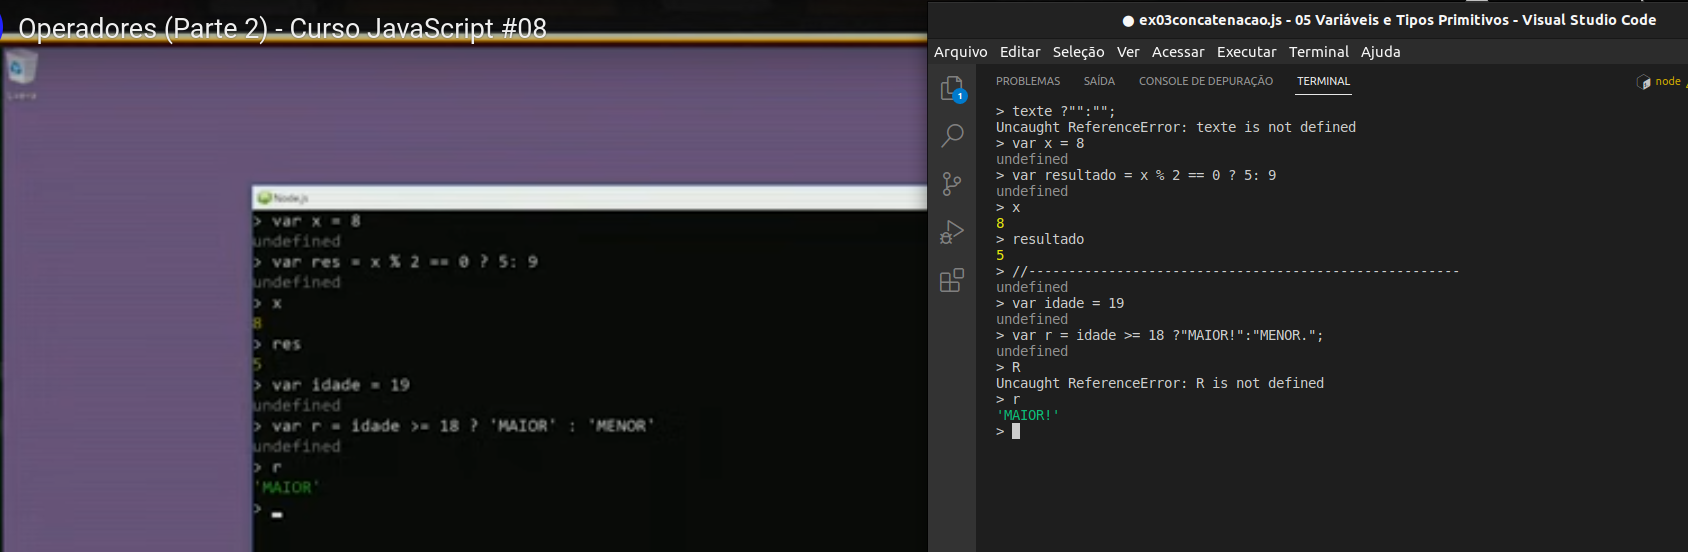 Operadores (Parte 2) - Curso JavaScript #08
Node.js
> var x = 8
undefined
> var res = x % 2 == 0 ? 5: 9
undefined
> x
8
> res
5
> var idade = 19
undefined
> var r = idade >= 18 ? 'MAIOR' : 'MENOR'
undefined
> r
'MAIOR'
>
● ex03concatenacao.js - 05 Variáveis e Tipos Primitivos - Visual Studio Code
Arquivo Editar Seleção Ver Acessar Executar Terminal Ajuda
1
PROBLEMAS SAÍDA CONSOLE DE DEPURAÇÃO TERMINAL
node
> texte ?"":"";
Uncaught ReferenceError: texte is not defined
> var x = 8
undefined
> var resultado = x % 2 == 0 ? 5: 9
undefined
> x
8
> resultado
5
> //------------------------------------------------------
undefined
> var idade = 19
undefined
> var r = idade >= 18 ?"MAIOR!":"MENOR.";
undefined
> R
Uncaught ReferenceError: R is not defined
> r
'MAIOR!'
>